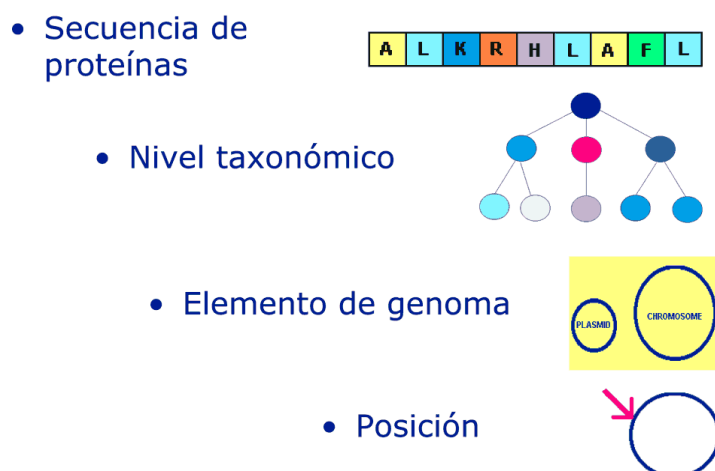 • Secuencia de
proteínas
A L K R H L A F L
• Nivel taxonómico
• Elemento de genoma
PLASMID
CHROMOSOME
• Posición